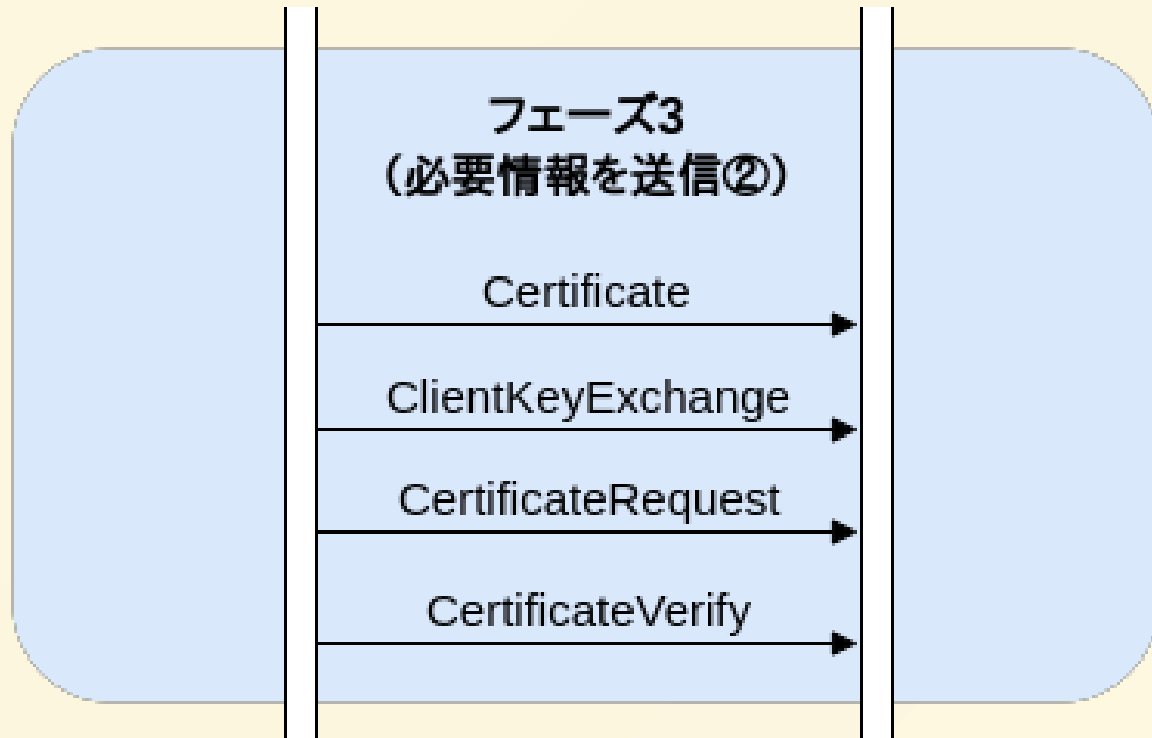 フェーズ3
（必要情報を送信②）
Certificate
ClientKeyExchange
CertificateRequest
CertificateVerify